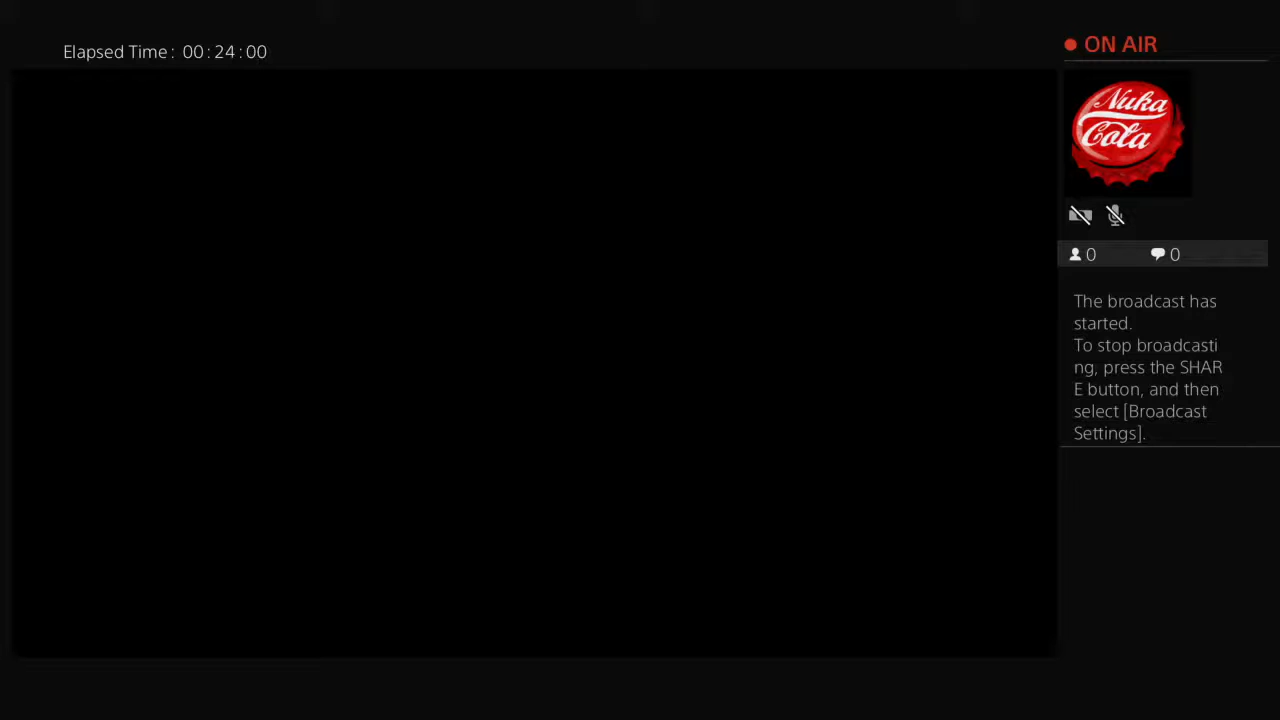 Elapsed Time: 00:24:00
ON AIR
Nuka
Cola
0 0
The broadcast has
started.
To stop broadcasti
ng, press the SHAR
E button, and then
select [Broadcast
Settings].